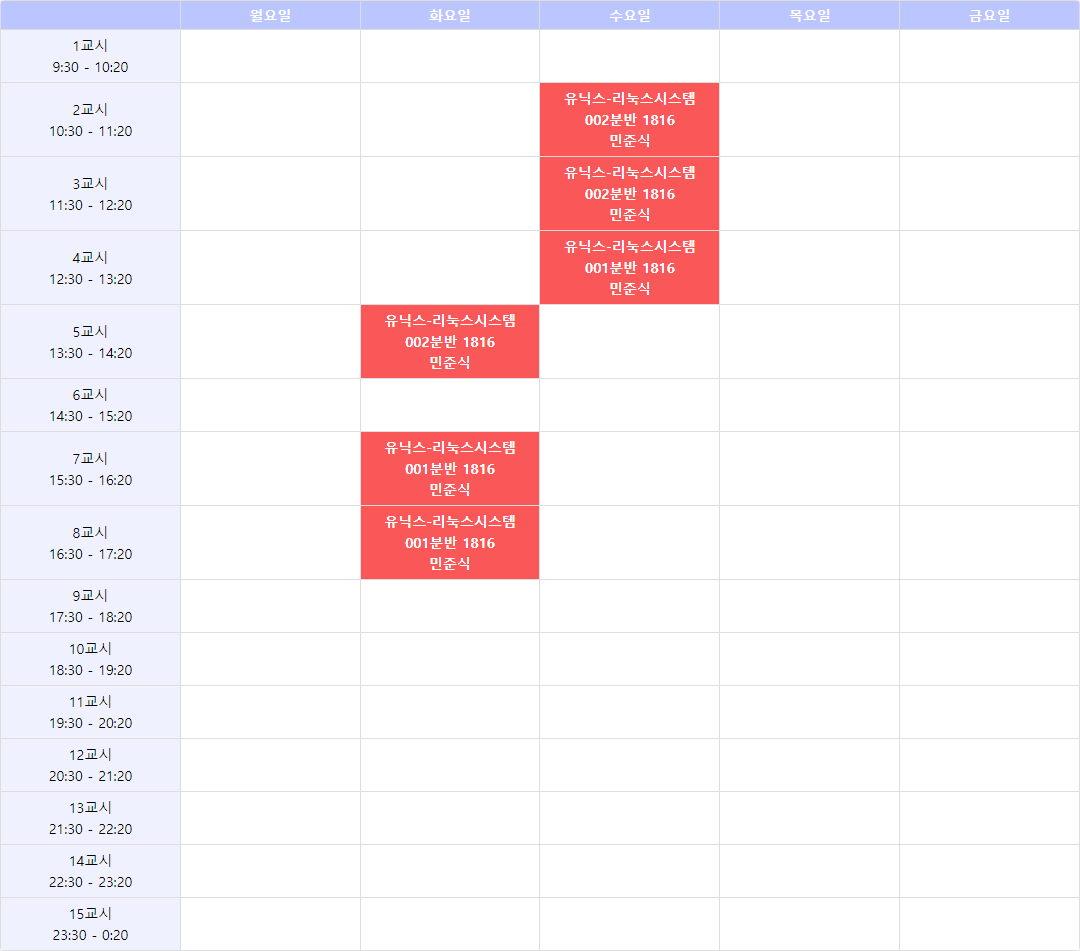 월요일 화요일 수요일 목요일 금요일
1교시
9:30 - 10:20
2교시
10:30 - 11:20
유닉스-리눅스시스템
002분반 1816
민준식
3교시
11:30 - 12:20
유닉스-리눅스시스템
002분반 1816
민준식
4교시
12:30 - 13:20
유닉스-리눅스시스템
001분반 1816
민준식
5교시
13:30 - 14:20
유닉스-리눅스시스템
002분반 1816
민준식
6교시
14:30 - 15:20
7교시
15:30 - 16:20
유닉스-리눅스시스템
001분반 1816
민준식
8교시
16:30 - 17:20
유닉스-리눅스시스템
001분반 1816
민준식
9교시
17:30 - 18:20
10교시
18:30 - 19:20
11교시
19:30 - 20:20
12교시
20:30 - 21:20
13교시
21:30 - 22:20
14교시
22:30 - 23:20
15교시
23:30 - 0:20